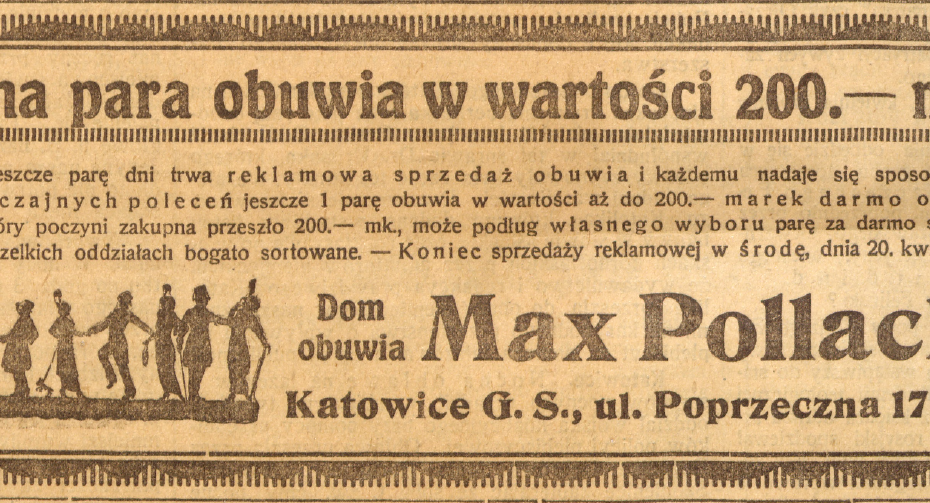 na para obuwia w wartości 200.—
eszcze parę dni trwa reklamowa sprzedaż obuwia i każdemu nadaje się sposo
czajnych poleceń jeszcze 1 parę obuwia w wartości aż do 200.— marek darmo o
óry poczyni zakupna przeszło 200.— mk., może podług własnego wyboru parę za darmo s
zelkich oddziałach bogato sortowane. — Koniec sprzedaży reklamowej w środę, dnia 20. kw
Dom
obuwia
Max Pollac
Katowice G. S., ul. Poprzeczna 17